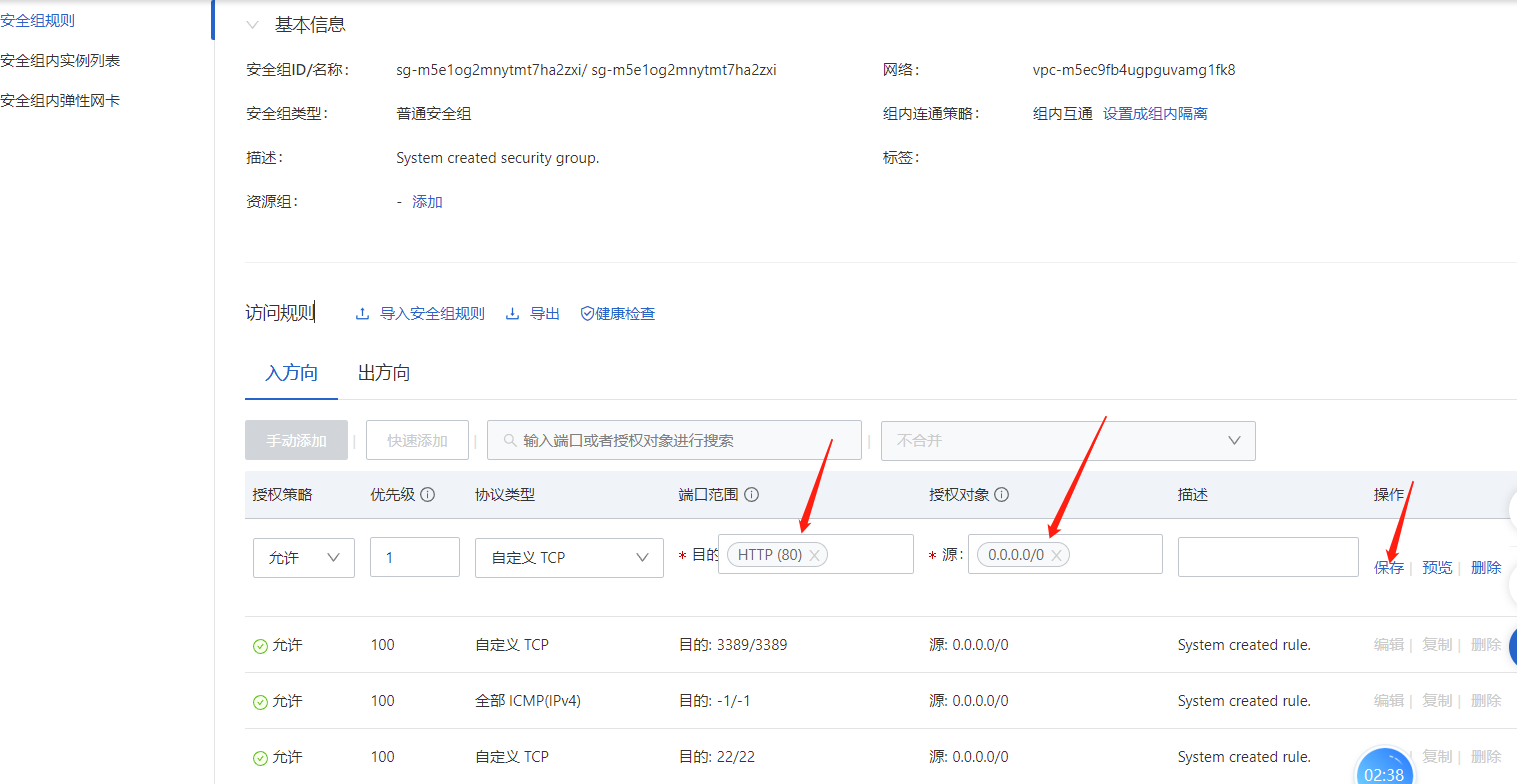 安全组规则
安全组内实例列表
安全组内弹性网卡
基本信息
安全组ID/名称： sg-m5e1og2mnytmt7ha2zxi/ sg-m5e1og2mnytmt7ha2zxi 网络： vpc-m5ec9fb4ugpguvamg1fk8
安全组类型： 普通安全组 组内连通策略： 组内互通 设置成组内隔离
描述： System created security group. 标签：
资源组： - 添加
访问规则 导入安全组规则 导出 健康检查
入方向 出方向
手动添加 | 快速添加 | 输入端口或者授权对象进行搜索 | 不合并
授权策略 优先级 协议类型 端口范围 授权对象 描述 操作
允许 1 自定义 TCP * 目的 HTTP (80) * 源： 0.0.0.0/0 保存 | 预览 | 删除
允许 100 自定义 TCP 目的: 3389/3389 源: 0.0.0.0/0 System created rule. 编辑 | 复制 | 删除
允许 100 全部 ICMP(IPv4) 目的: -1/-1 源: 0.0.0.0/0 System created rule. 编辑 | 复制 | 删除
允许 100 自定义 TCP 目的: 22/22 源: 0.0.0.0/0 System created rule. 复制 | 删除
02:38